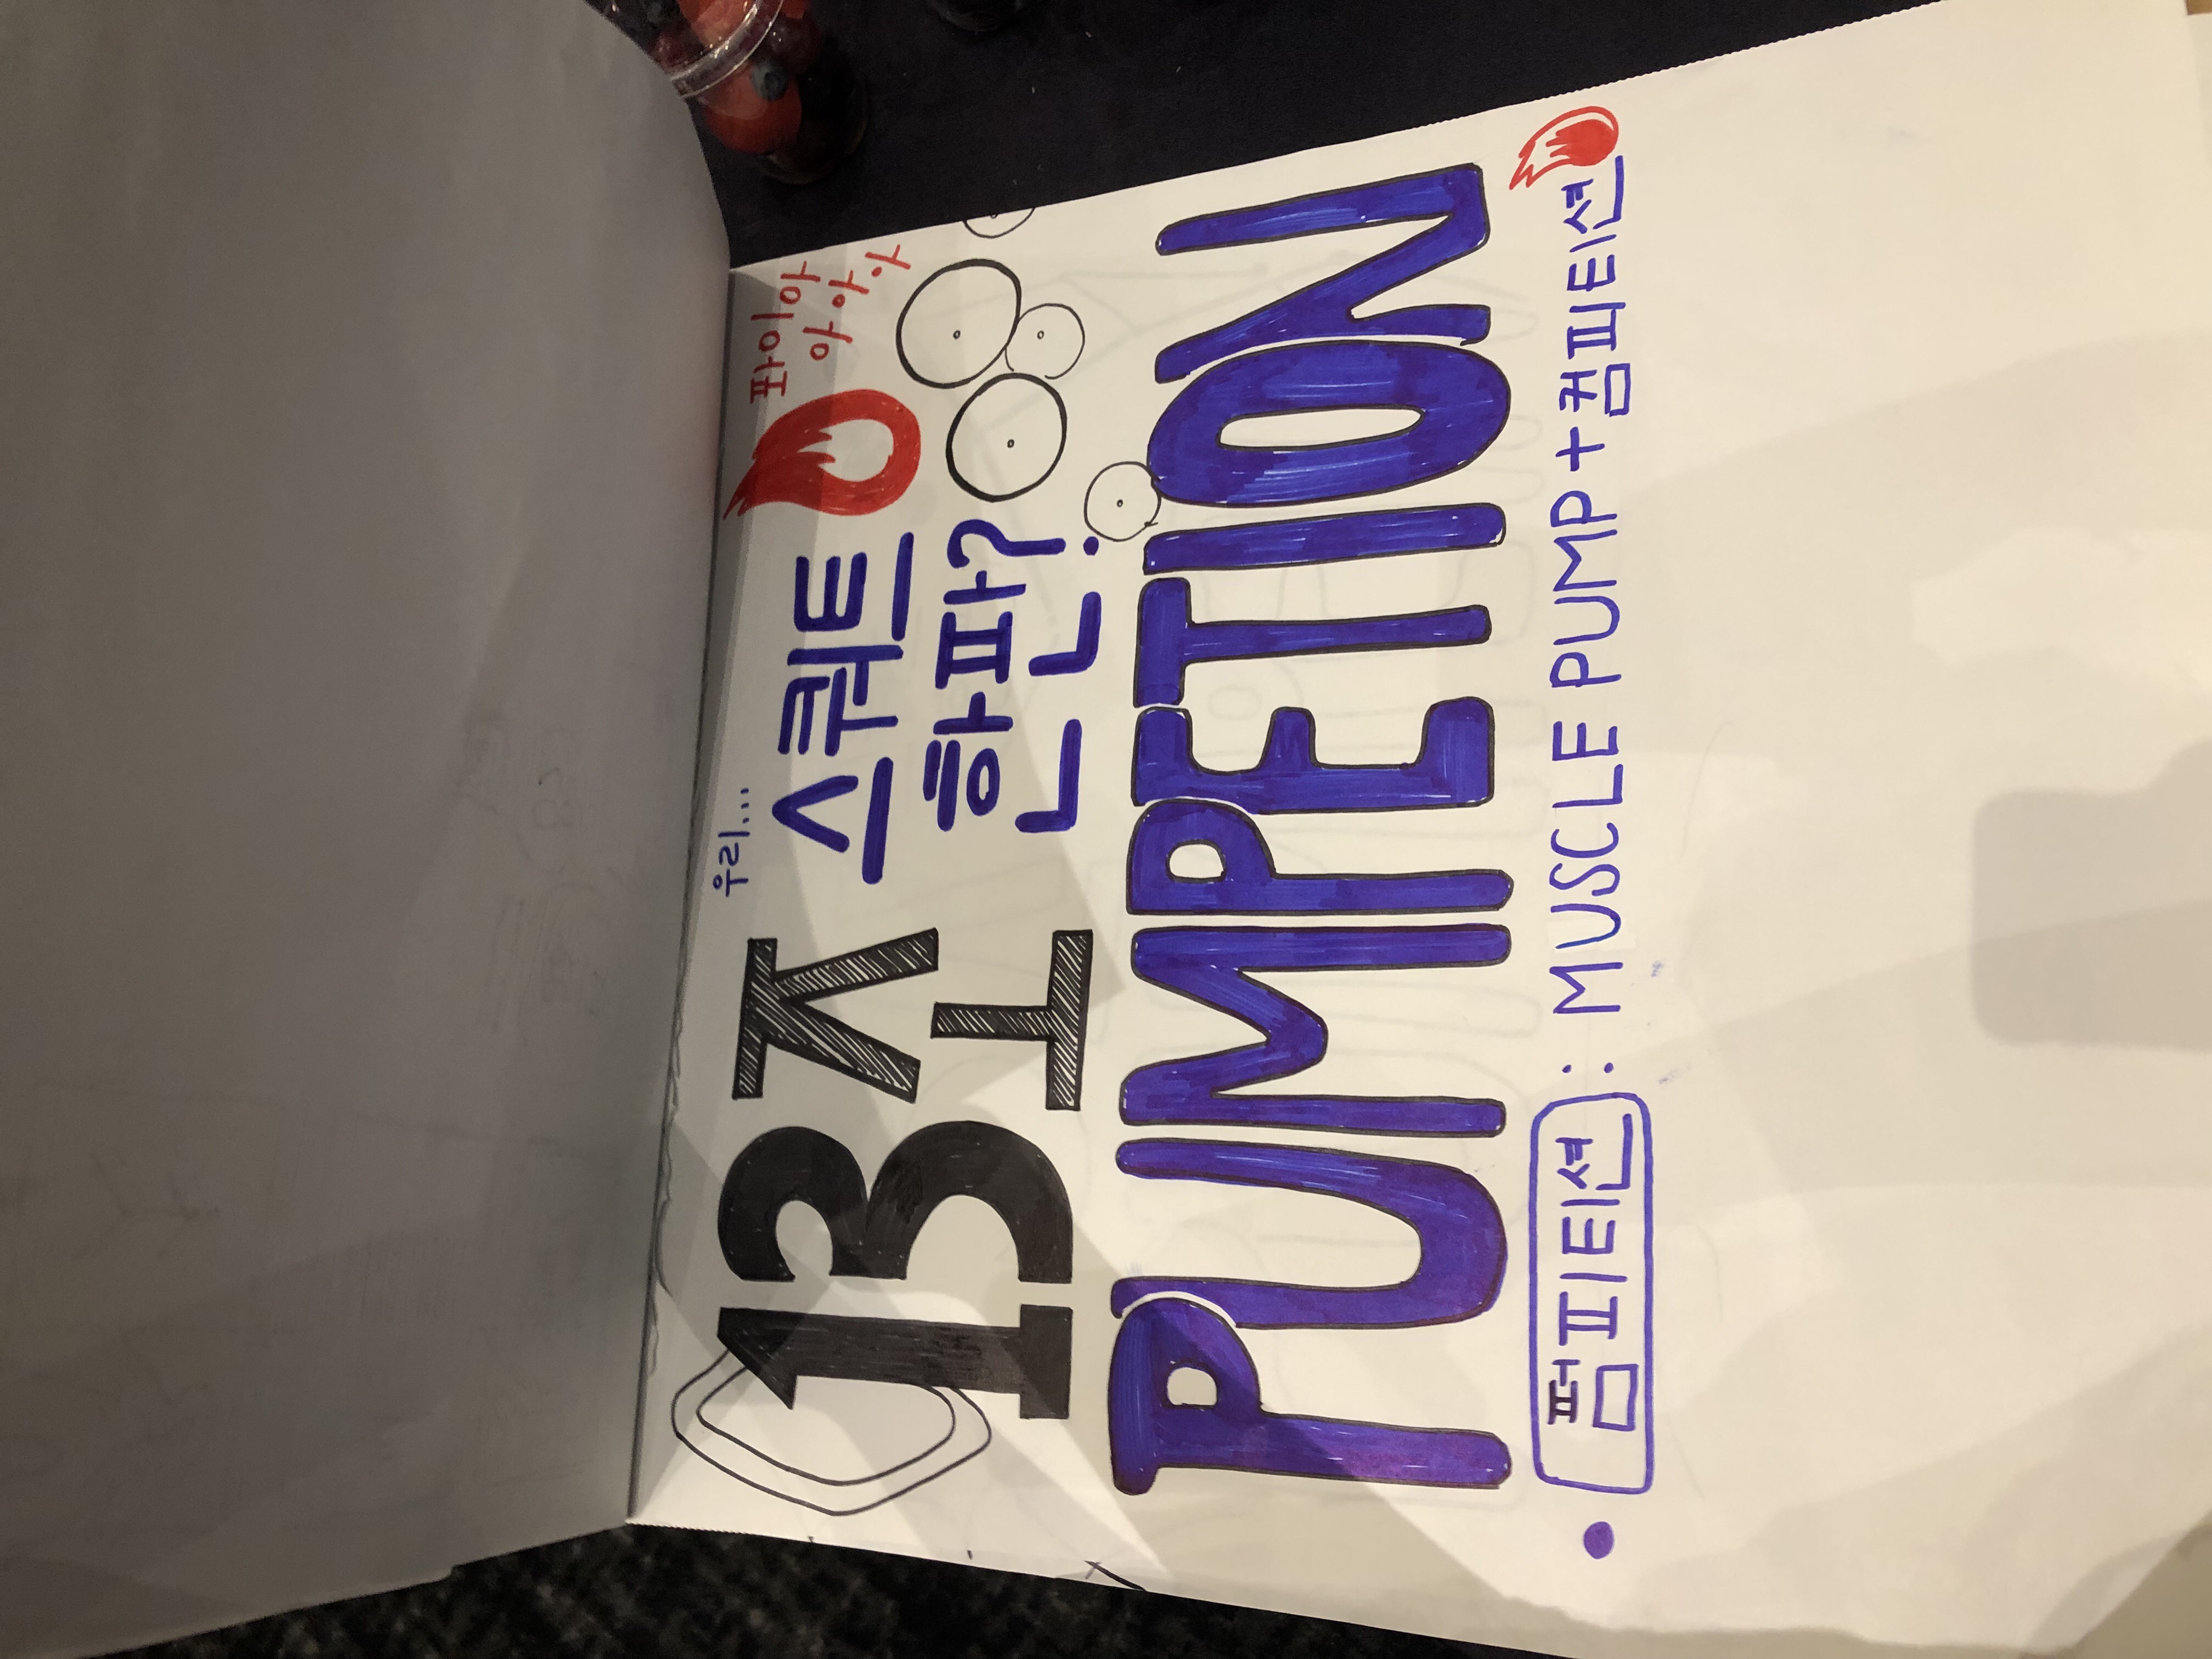 13조
우리...
스쿼트
한판?
퐈이아
아 아 아
PUMPETION
• 펌피티션 : MUSCLE PUMP + 컴피티션